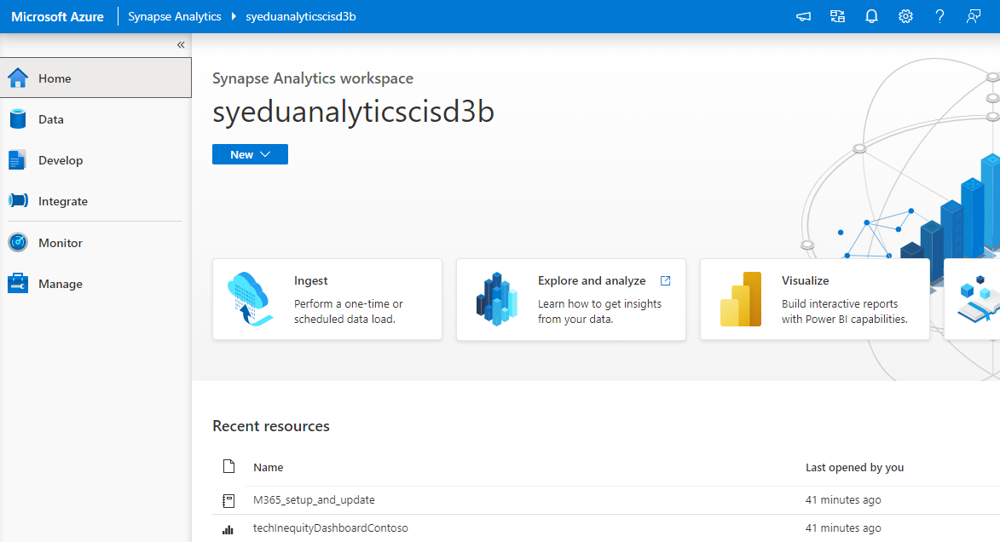 Microsoft Azure
Synapse Analytics
syeduanalyticscisd3b
«
Home
Data
Develop
Integrate
Monitor
Manage
Synapse Analytics workspace
syeduanalyticscisd3b
New
Ingest
Perform a one-time or
scheduled data load.
Explore and analyze
Learn how to get insights
from your data.
Visualize
Build interactive reports
with Power BI capabilities.
Recent resources
Name
Last opened by you
M365_setup_and_update
41 minutes ago
techInequityDashboardContoso
41 minutes ago